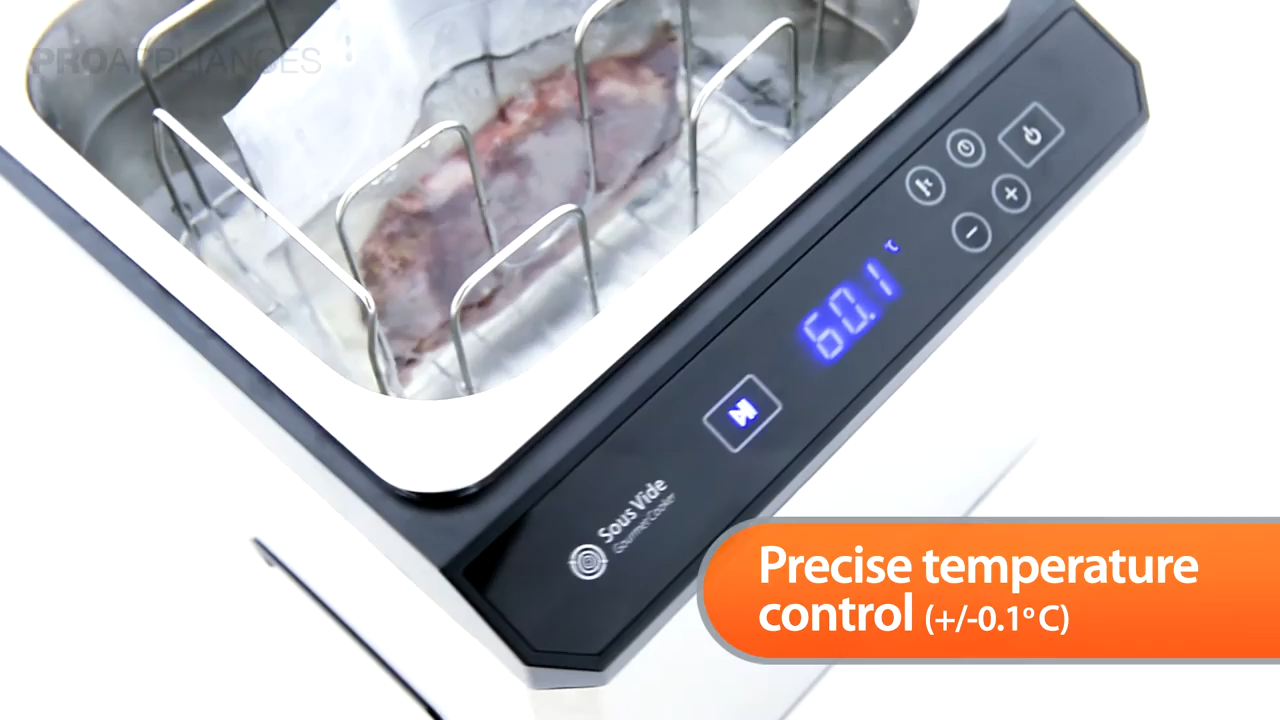 PROAPPLIANCES
60.1
°C
Sous Vide
Gourmet Cooker
Precise temperature
control (+/-0.1°C)